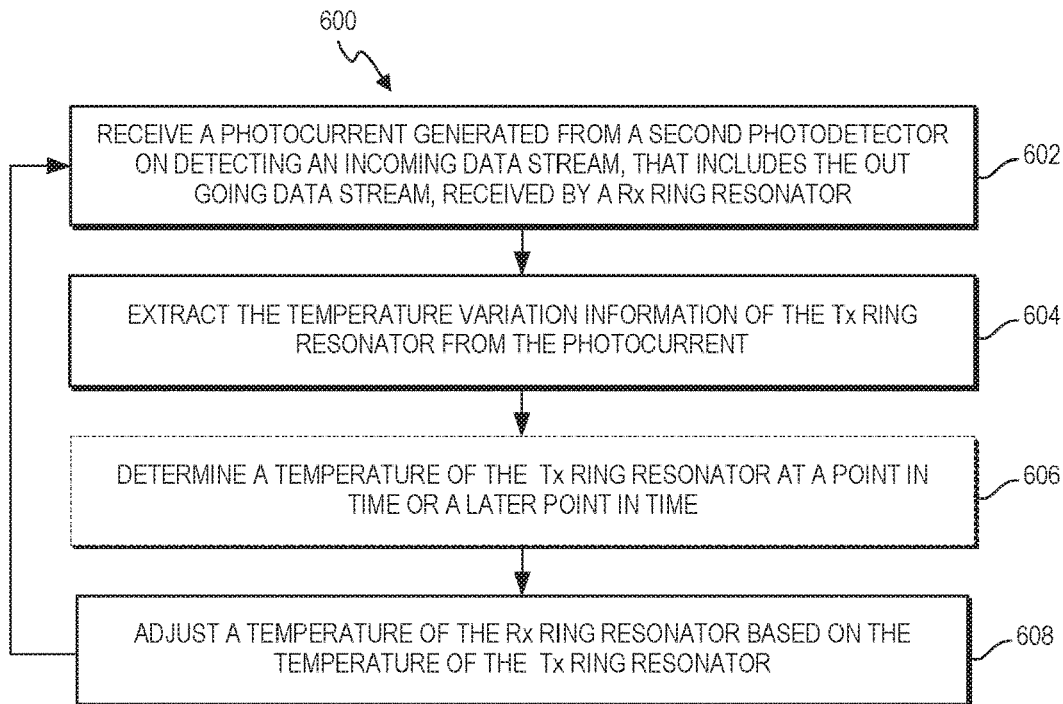 600
RECEIVE A PHOTOCURRENT GENERATED FROM A SECOND PHOTODETECTOR
ON DETECTING AN INCOMING DATA STREAM, THAT INCLUDES THE OUT
GOING DATA STREAM, RECEIVED BY A Rx RING RESONATOR
602
EXTRACT THE TEMPERATURE VARIATION INFORMATION OF THE Tx RING
RESONATOR FROM THE PHOTOCURRENT
604
DETERMINE A TEMPERATURE OF THE Tx RING RESONATOR AT A POINT IN
TIME OR A LATER POINT IN TIME
606
ADJUST A TEMPERATURE OF THE Rx RING RESONATOR BASED ON THE
TEMPERATURE OF THE Tx RING RESONATOR
608